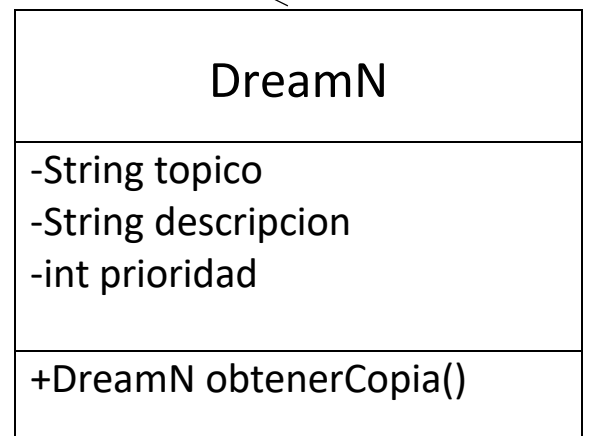 DreamN
-String topico
-String descripcion
-int prioridad
+DreamN obtenerCopia()